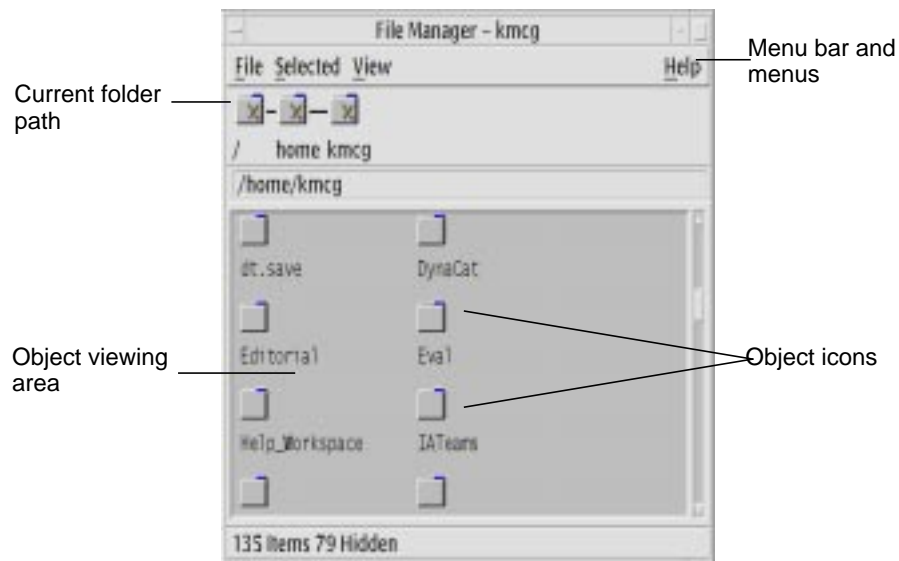 File Manager – kmcg
File Selected View Help
Menu bar and
menus
Current folder
path
/ home kmcg
/home/kmcg
dt.save DynaCat
Editorial Eval
Object viewing
area
Object icons
Help_Workspace IATeams
135 Items 79 Hidden